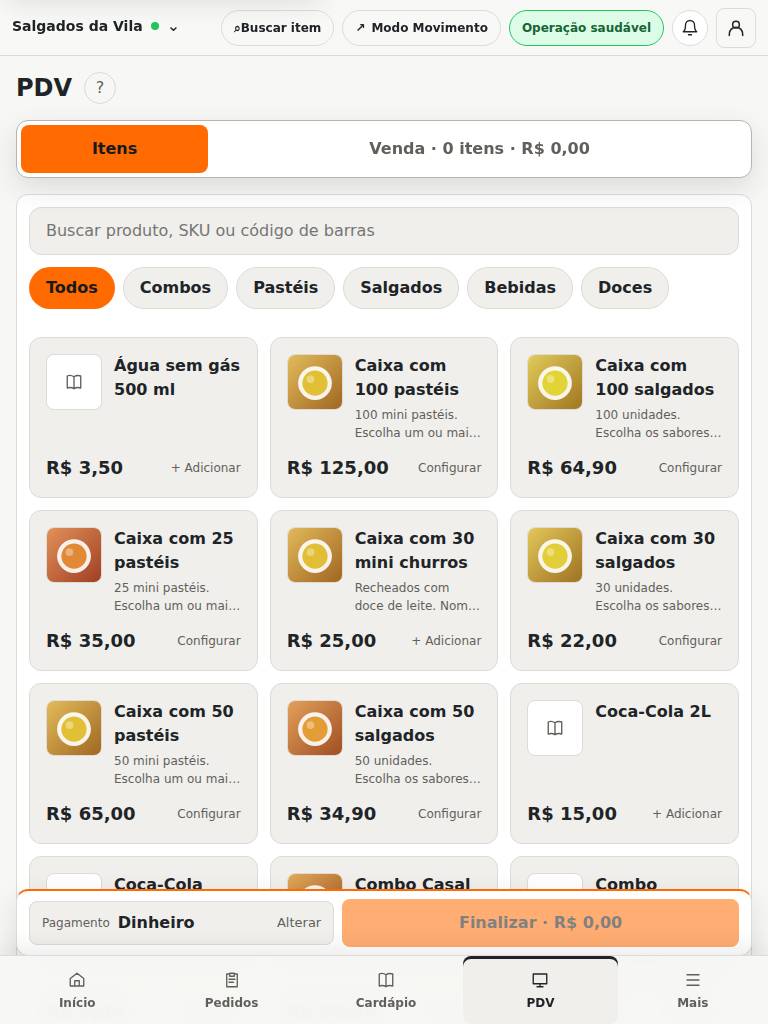 Salgados da Vila
Buscar item
↗ Modo Movimento
Operação saudável
PDV
?
Itens
Venda · 0 itens · R$ 0,00
Buscar produto, SKU ou código de barras
Todos
Combos
Pastéis
Salgados
Bebidas
Doces
Água sem gás
500 ml
R$ 3,50
+ Adicionar
Caixa com
100 pastéis
100 mini pastéis.
Escolha um ou mai…
R$ 125,00
Configurar
Caixa com
100 salgados
100 unidades.
Escolha os sabores…
R$ 64,90
Configurar
Caixa com 25
pastéis
25 mini pastéis.
Escolha um ou mai…
R$ 35,00
Configurar
Caixa com 30
mini churros
Recheados com
doce de leite. Nom…
R$ 25,00
+ Adicionar
Caixa com 30
salgados
30 unidades.
Escolha os sabores…
R$ 22,00
Configurar
Caixa com 50
pastéis
50 mini pastéis.
Escolha um ou mai…
R$ 65,00
Configurar
Caixa com 50
salgados
50 unidades.
Escolha os sabores…
R$ 34,90
Configurar
Coca-Cola 2L
R$ 15,00
+ Adicionar
Coca-Cola
Combo Casal
Combo
Pagamento Dinheiro
Alterar
Finalizar · R$ 0,00
Início
Pedidos
Cardápio
PDV
Mais